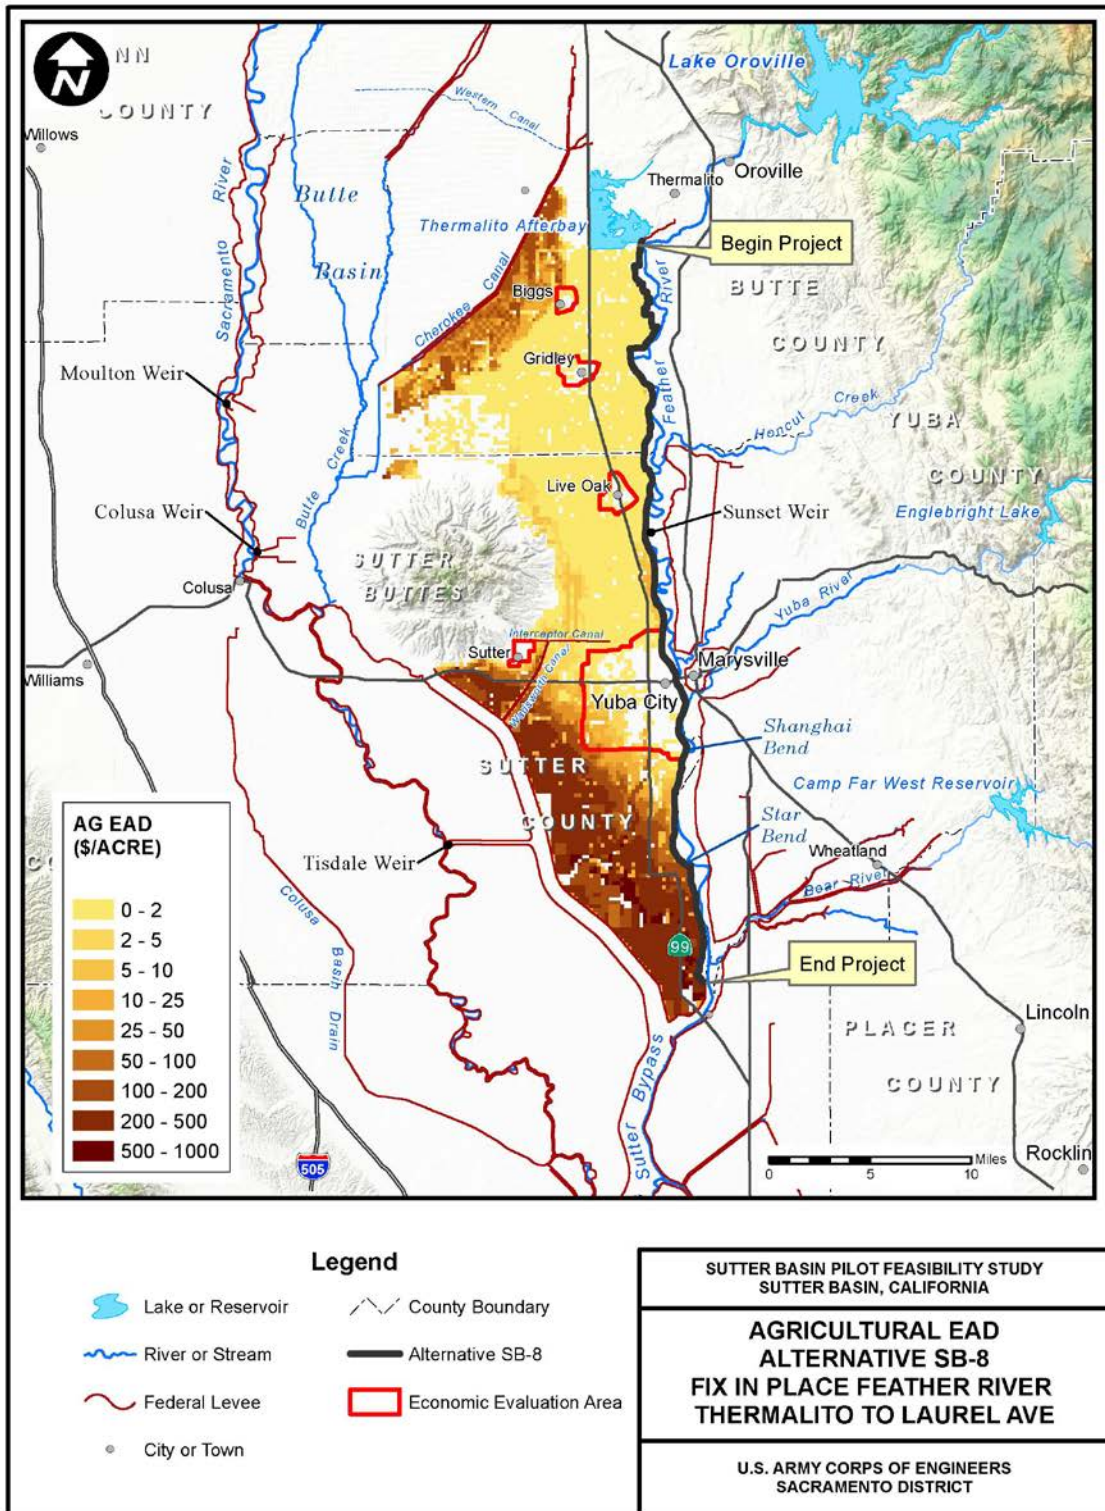 N
NN
COUNTY
Lake Oroville
Western Canal
Willows
Oroville
Thermalito
River
Butte
Thermalito Afterbay
Begin Project
Basin
Sacramento
Cherokee Canal
Biggs
River
BUTTE
COUNTY
Moulton Weir
Gridley
Feather
Honcut Creek
YUBA
COUNTY
Butte Creek
Live Oak
Sunset Weir
Englebright Lake
Colusa Weir
SUTTER
BUTTES
Colusa
Yuba River
Interceptor Canal
Sutter
Wadsworth Canal
Marysville
Williams
Yuba City
Shanghai
Bend
SUTTER
COUNTY
Camp Far West Reservoir
Star
Bend
Wheatland
Tisdale Weir
Bear River
AG EAD
($/ACRE)
0 - 2
2 - 5
5 - 10
10 - 25
25 - 50
50 - 100
100 - 200
200 - 500
500 - 1000
Colusa Basin Drain
99
End Project
PLACER
COUNTY
Lincoln
Sutter Bypass
505
Miles
0 5 10
Rocklin
Legend
Lake or Reservoir
County Boundary
River or Stream
Alternative SB-8
Federal Levee
Economic Evaluation Area
City or Town
SUTTER BASIN PILOT FEASIBILITY STUDY
SUTTER BASIN, CALIFORNIA
AGRICULTURAL EAD
ALTERNATIVE SB-8
FIX IN PLACE FEATHER RIVER
THERMALITO TO LAUREL AVE
U.S. ARMY CORPS OF ENGINEERS
SACRAMENTO DISTRICT